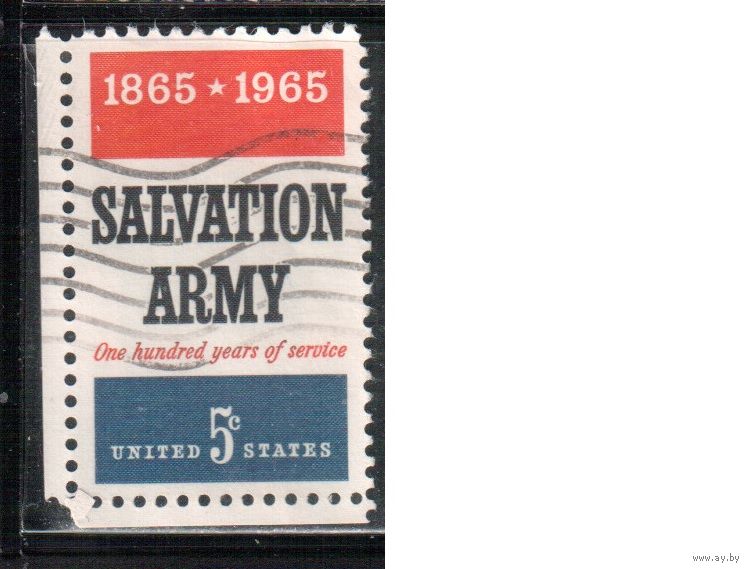 1865 ★ 1965
SALVATION
ARMY
One hundred years of service
UNITED 5c STATES
www.ay.by